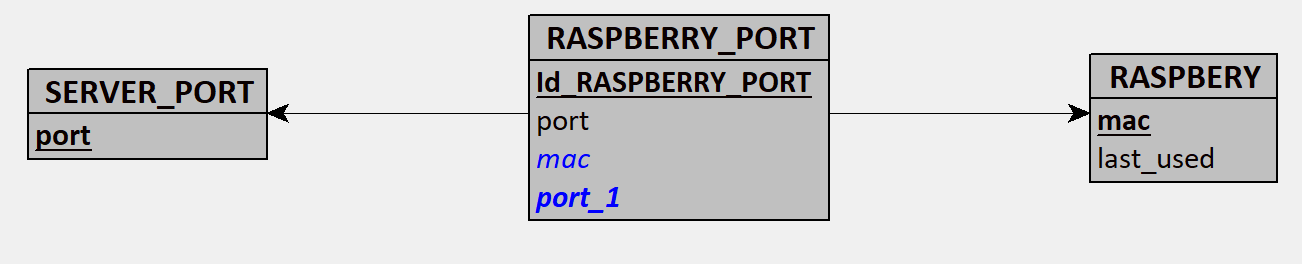 SERVER_PORT
port
RASPBERRY_PORT
Id_RASPBERRY_PORT
port
mac
port_1
RASPBERY
mac
last_used